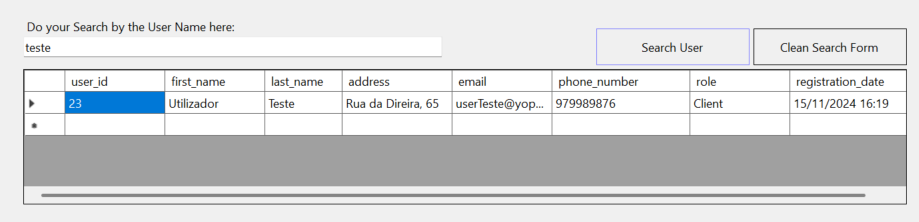 Do your Search by the User Name here:
teste
Search User
Clean Search Form
user_id first_name last_name address email phone_number role registration_date
23 Utilizador Teste Rua da Direira, 65 userTeste@yop... 979989876 Client 15/11/2024 16:19